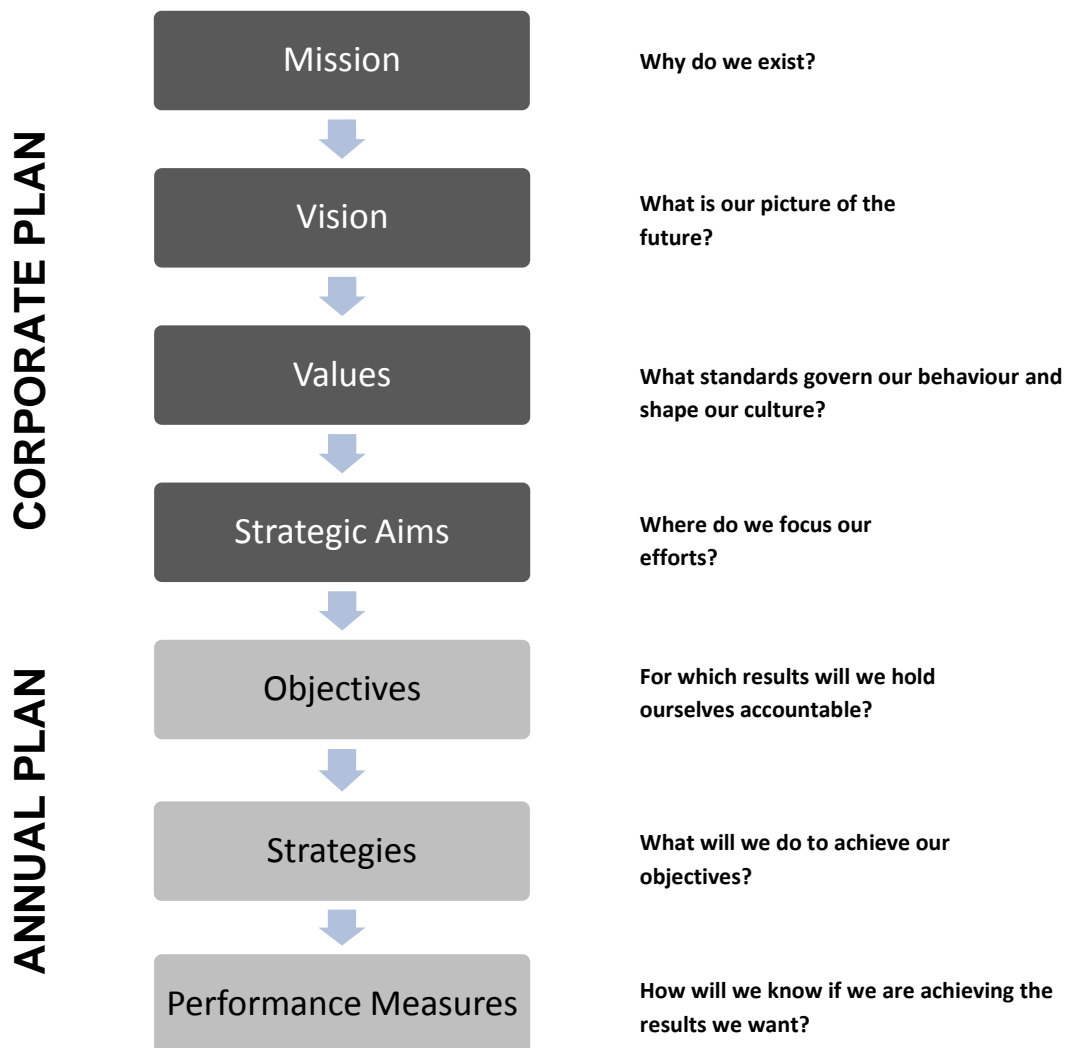 CORPORATE PLAN
Mission
Why do we exist?
Vision
What is our picture of the
future?
Values
What standards govern our behaviour and
shape our culture?
Strategic Aims
Where do we focus our
efforts?
ANNUAL PLAN
Objectives
For which results will we hold
ourselves accountable?
Strategies
What will we do to achieve our
objectives?
Performance Measures
How will we know if we are achieving the
results we want?